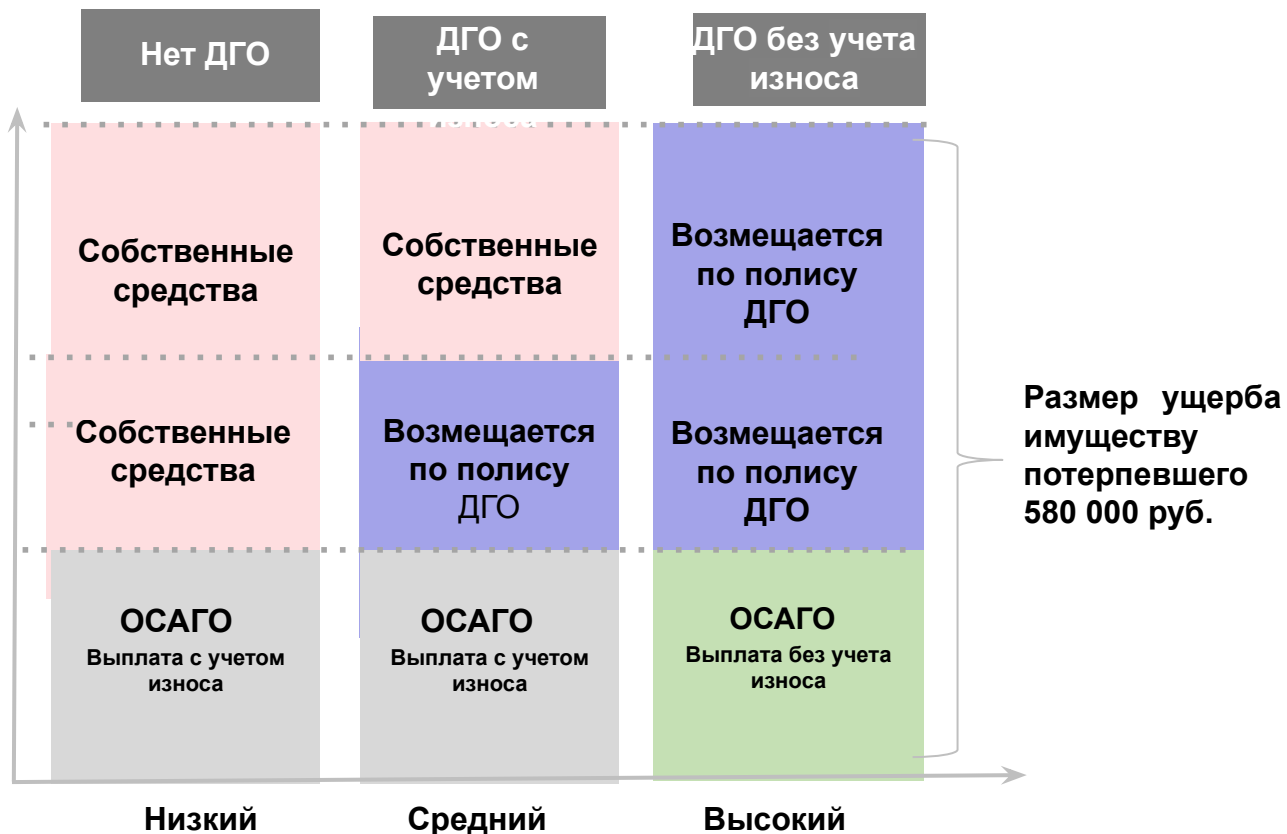 Нет ДГО
ДГО с
учетом
износа
ДГО без учета
износа
Собственные
средства
Собственные
средства
Возмещается
по полису
ДГО
Собственные
средства
Возмещается
по полису
ДГО
Возмещается
по полису
ДГО
Размер ущерба
имуществу
потерпевшего
580 000 руб.
ОСАГО
Выплата с учетом
износа
ОСАГО
Выплата с учетом
износа
ОСАГО
Выплата без учета
износа
Низкий
Средний
Высокий